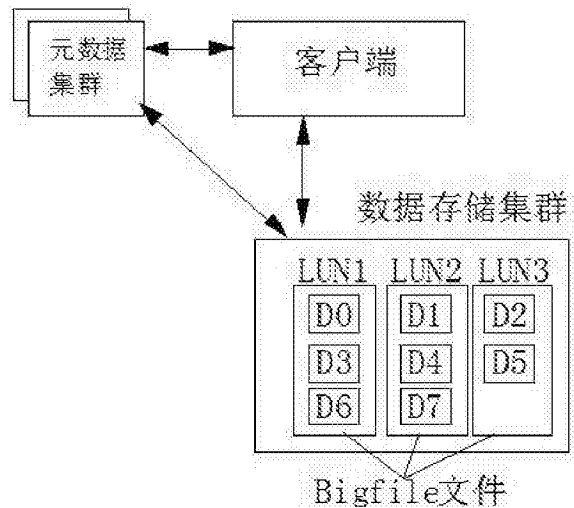 元数据
集群
客户端
数据存储集群
LUN1 LUN2 LUN3
D0 D1 D2
D3 D4 D5
D6 D7
Bigfile文件